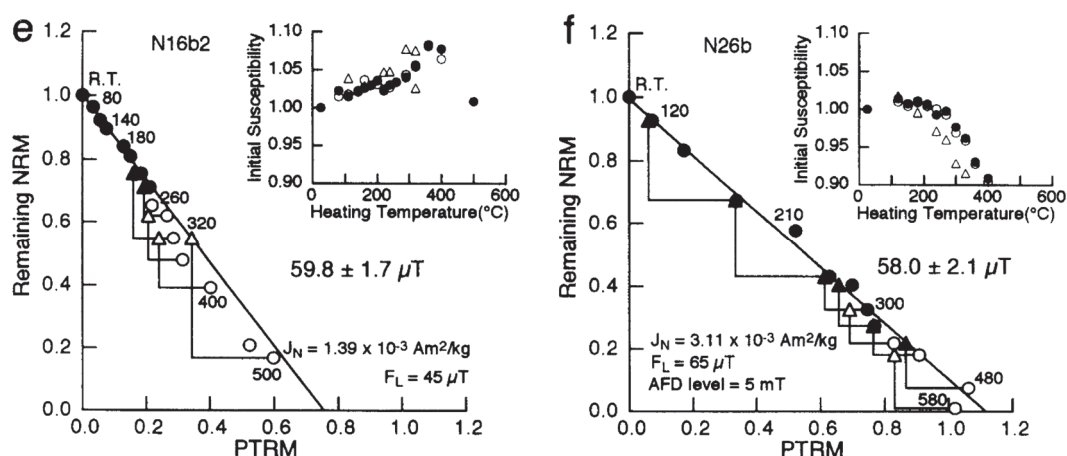 e
N16b2
1.2
1.0
0.8
0.6
0.4
0.2
0.0
Remaining NRM
0.0 0.2 0.4 0.6 0.8 1.0 1.2
PTRM
R.T.
80
140
180
260
320
400
500
59.8 ± 1.7 μT
J_N = 1.39 x 10⁻³ Am²/kg
F_L = 45 μT
Initial Susceptibility
1.10
1.05
1.00
0.90
0 200 400 600
Heating Temperature(°C)
f
N26b
1.2
1.0
0.8
0.6
0.4
0.2
0.0
Remaining NRM
0.0 0.2 0.4 0.6 0.8 1.0 1.2
PTRM
R.T.
120
210
300
480
580
58.0 ± 2.1 μT
J_N = 3.11 x 10⁻³ Am²/kg
F_L = 65 μT
AFD level = 5 mT
Initial Susceptibility
1.10
1.05
1.00
0.95
0.90
0 200 400 600
Heating Temperature(°C)